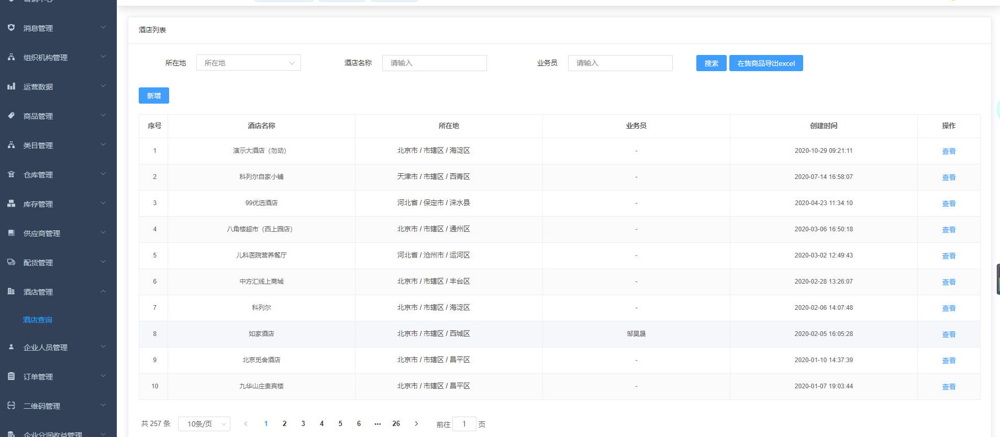 营销中心
消息管理
组织机构管理
运营数据
商品管理
类目管理
仓库管理
库存管理
供应商管理
配货管理
酒店管理
酒店查询
企业人员管理
订单管理
二维码管理
企业分润收益管理
酒店列表
所在地 所在地 酒店名称 请输入 业务员 请输入 搜索 在售商品导出excel
新增
序号 酒店名称 所在地 业务员 创建时间 操作
1 演示大酒店（勿动） 北京市 / 市辖区 / 海淀区 - 2020-10-29 09:21:11 查看
2 科列尔自家小铺 天津市 / 市辖区 / 西青区 - 2020-07-14 16:58:07 查看
3 99优选酒店 河北省 / 保定市 / 涞水县 - 2020-04-23 11:34:10 查看
4 八角楼超市（西上园店） 北京市 / 市辖区 / 通州区 - 2020-03-06 16:50:18 查看
5 儿科医院营养餐厅 河北省 / 沧州市 / 运河区 - 2020-03-02 12:49:43 查看
6 中方汇线上商城 北京市 / 市辖区 / 丰台区 - 2020-02-28 13:26:07 查看
7 科列尔 北京市 / 市辖区 / 海淀区 - 2020-02-06 14:07:48 查看
8 如家酒店 北京市 / 市辖区 / 西城区 邹昊晟 2020-02-05 16:05:28 查看
9 北京觅舍酒店 北京市 / 市辖区 / 昌平区 - 2020-01-10 14:37:39 查看
10 九华山庄贵宾楼 北京市 / 市辖区 / 昌平区 - 2020-01-07 19:03:44 查看
共 257 条 10条/页 1 2 3 4 5 6 ··· 26 前往 1 页